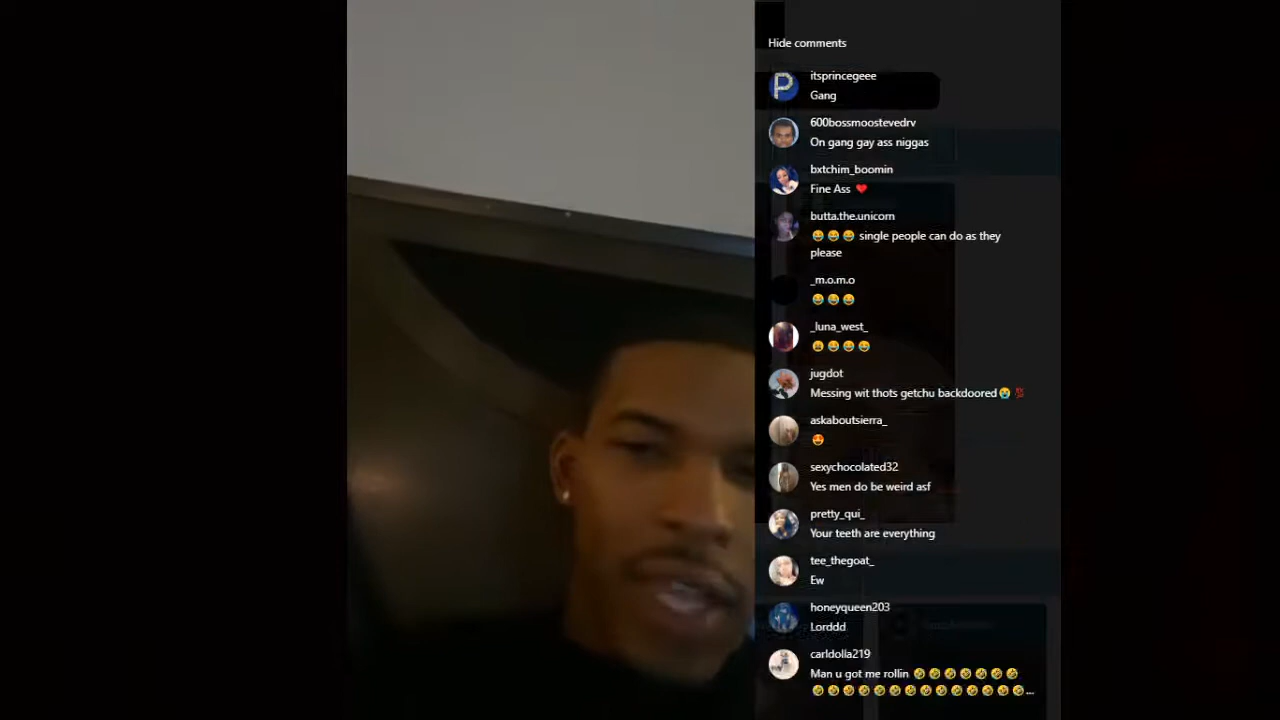 Hide comments
itsprincegeee
Gang
600bossmoostevedrv
On gang gay ass niggas
bxtchim_boomin
Fine Ass ❤️
butta.the.unicorn
😂😂😂 single people can do as they
please
_m.o.m.o
😂😂😂
_luna_west_
😩😂😂😂
jugdot
Messing wit thots getchu backdoored😭💯
askaboutsierra_
😍
sexychocolated32
Yes men do be weird asf
pretty_qui_
Your teeth are everything
tee_thegoat_
Ew
honeyqueen203
Lorddd
carldolla219
Man u got me rollin 🤣🤣🤣🤣🤣🤣🤣
🤣🤣🤣🤣🤣🤣🤣🤣🤣🤣🤣🤣🤣🤣...